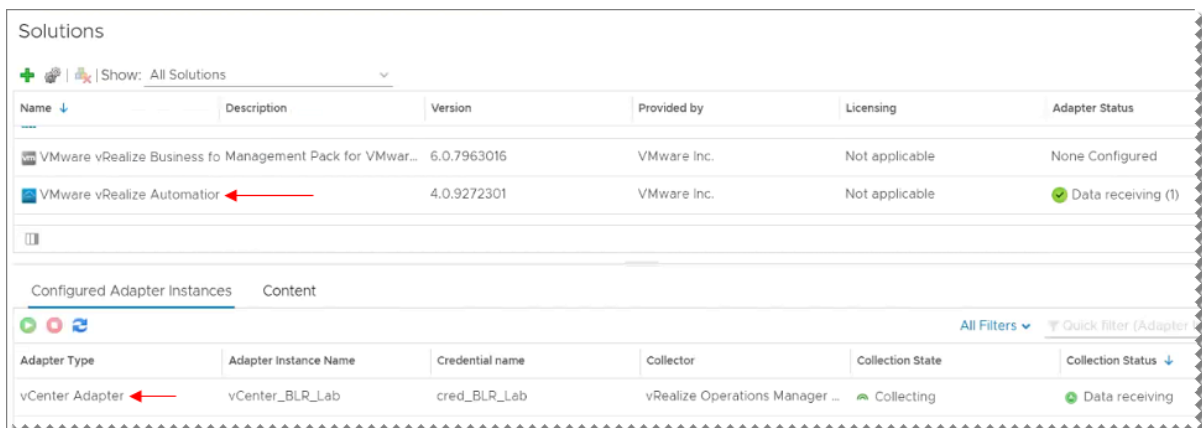 Solutions
Show: All Solutions
Name Description Version Provided by Licensing Adapter Status
vm VMware vRealize Business fo Management Pack for VMwar... 6.0.7963016 VMware Inc. Not applicable None Configured
VMware vRealize Automation 4.0.9272301 VMware Inc. Not applicable Data receiving (1)
Configured Adapter Instances Content
All Filters Quick filter (Adapter
Adapter Type Adapter Instance Name Credential name Collector Collection State Collection Status
vCenter Adapter vCenter_BLR_Lab cred_BLR_Lab vRealize Operations Manager ... Collecting Data receiving